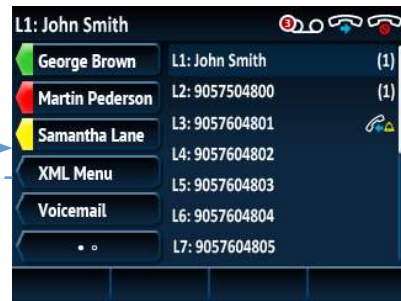 L1: John Smith
3
George Brown
Martin Pederson
Samantha Lane
XML Menu
Voicemail
L1: John Smith (1)
L2: 9057504800 (1)
L3: 9057604801
L4: 9057604802
L5: 9057604803
L6: 9057604804
L7: 9057604805